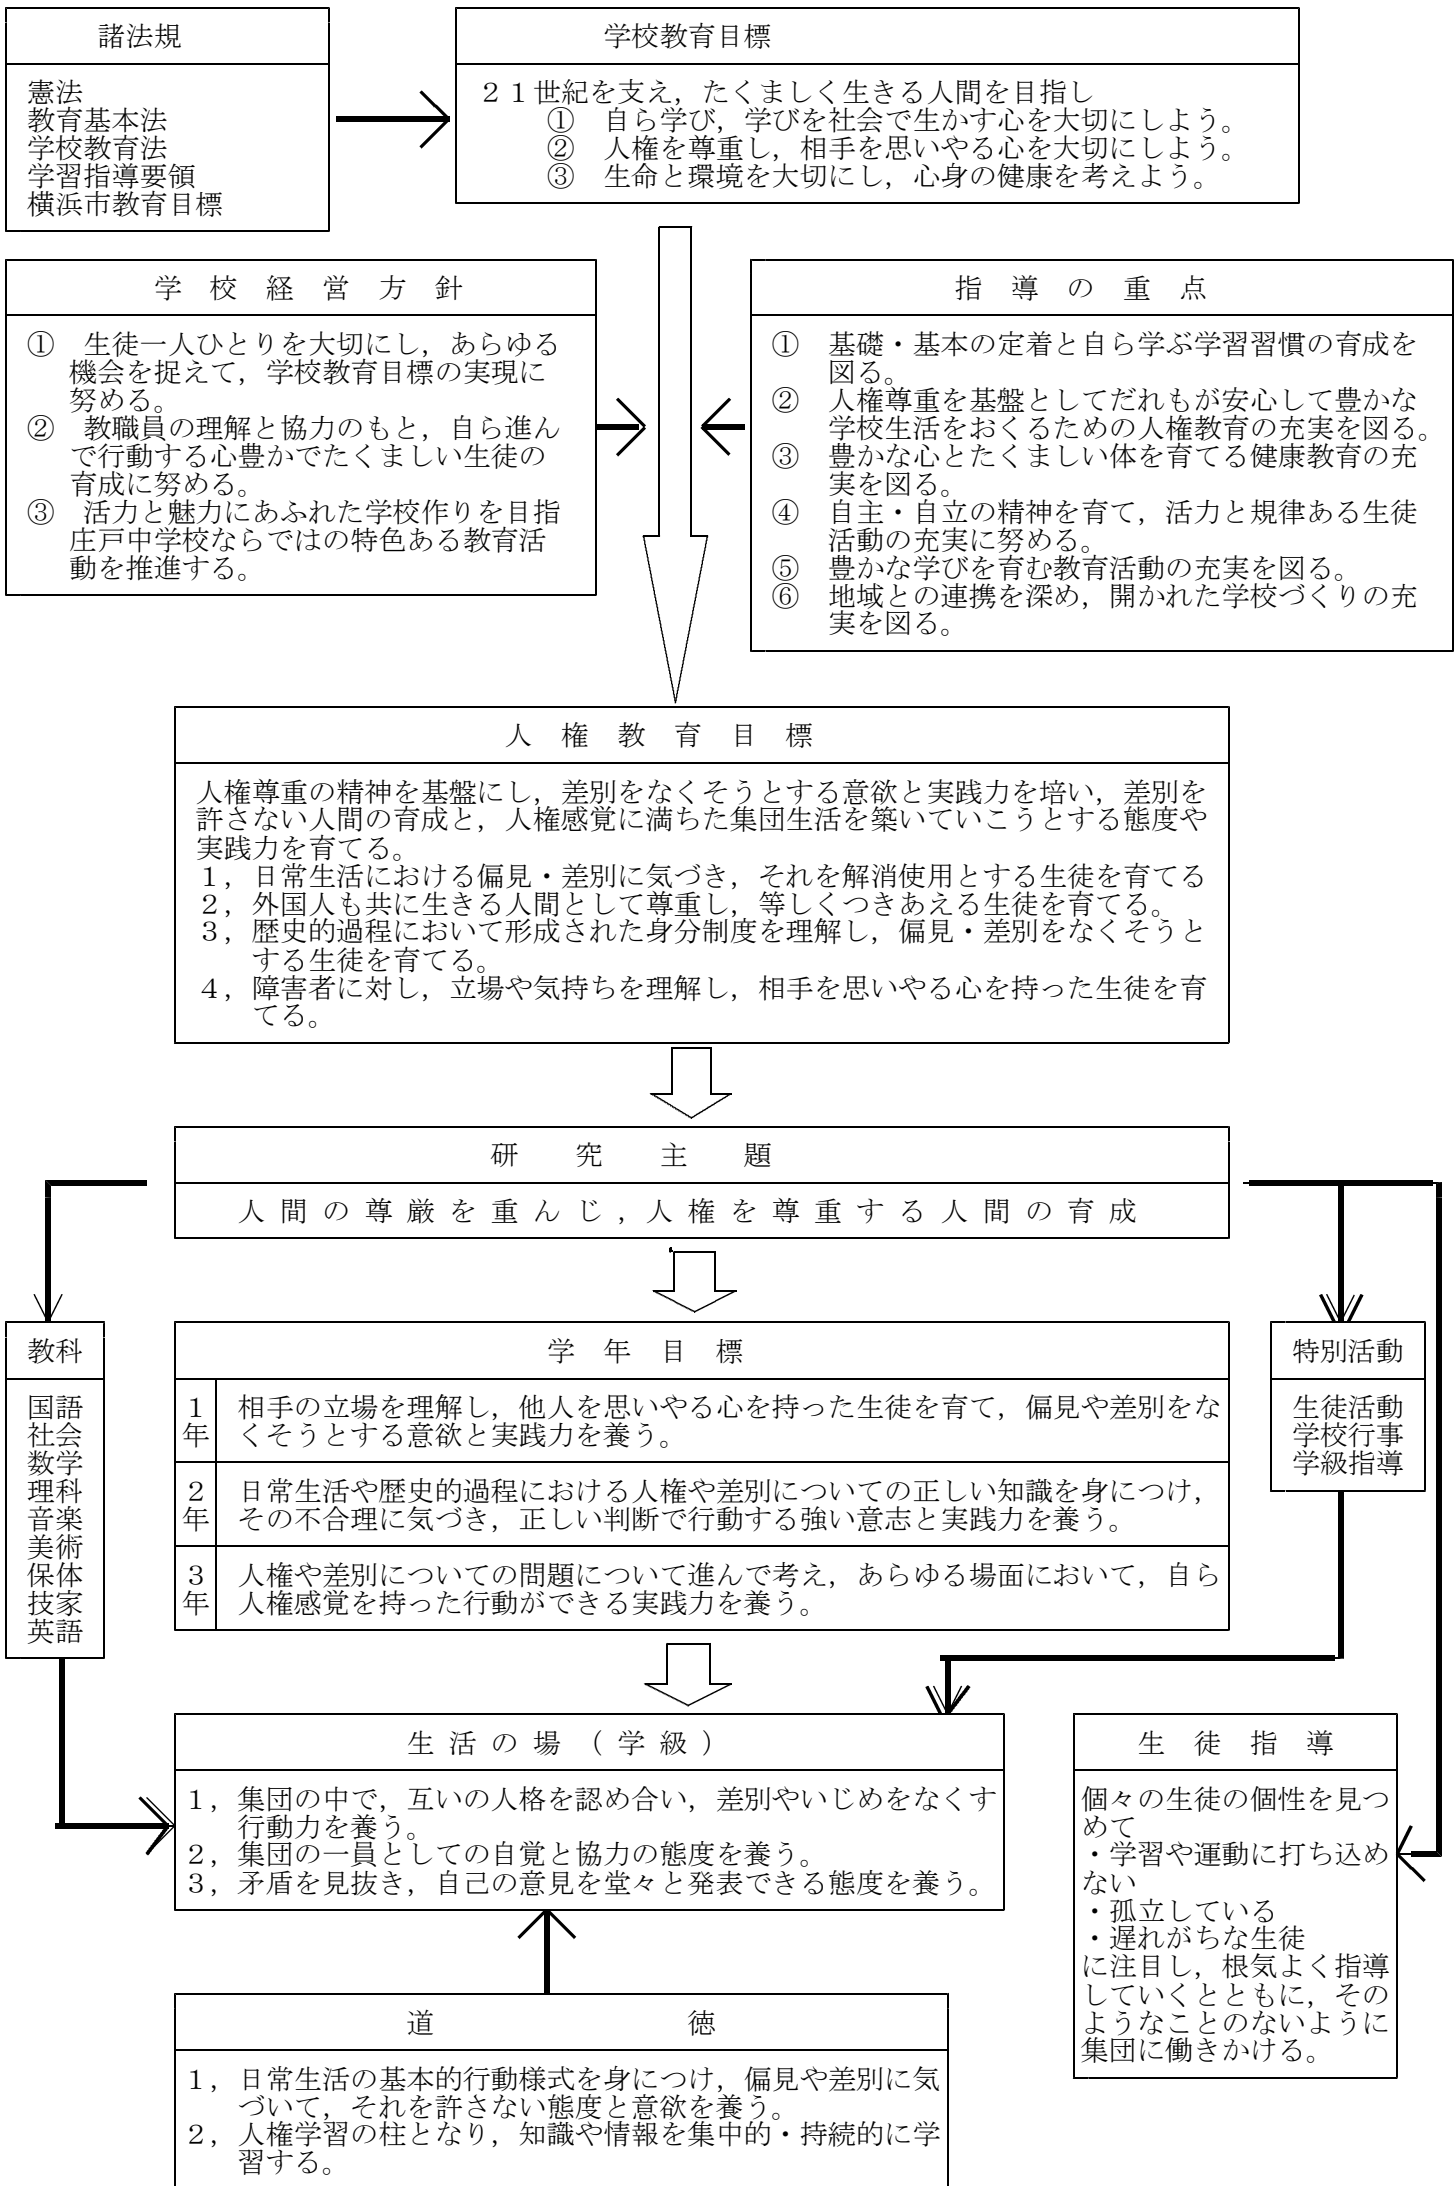 諸法規
憲法
教育基本法
学校教育法
学習指導要領
横浜市教育目標
学校教育目標
２１世紀を支え，たくましく生きる人間を目指し
①　自ら学び，学びを社会で生かす心を大切にしよう。
②　人権を尊重し，相手を思いやる心を大切にしよう。
③　生命と環境を大切にし，心身の健康を考えよう。
学　校　経　営　方　針
①　生徒一人ひとりを大切にし，あらゆる
機会を捉えて，学校教育目標の実現に
努める。
②　教職員の理解と協力のもと，自ら進ん
で行動する心豊かでたくましい生徒の
育成に努める。
③　活力と魅力にあふれた学校作りを目指
庄戸中学校ならではの特色ある教育活
動を推進する。
指　導　の　重　点
①　基礎・基本の定着と自ら学ぶ学習習慣の育成を
図る。
②　人権尊重を基盤としてだれもが安心して豊かな
学校生活をおくるための人権教育の充実を図る。
③　豊かな心とたくましい体を育てる健康教育の充
実を図る。
④　自主・自立の精神を育て，活力と規律ある生徒
活動の充実に努める。
⑤　豊かな学びを育む教育活動の充実を図る。
⑥　地域との連携を深め，開かれた学校づくりの充
実を図る。
人　権　教　育　目　標
人権尊重の精神を基盤にし，差別をなくそうとする意欲と実践力を培い，差別を
許さない人間の育成と，人権感覚に満ちた集団生活を築いていこうとする態度や
実践力を育てる。
１，日常生活における偏見・差別に気づき，それを解消使用とする生徒を育てる
２，外国人も共に生きる人間として尊重し，等しくつきあえる生徒を育てる。
３，歴史的過程において形成された身分制度を理解し，偏見・差別をなくそうと
する生徒を育てる。
４，障害者に対し，立場や気持ちを理解し，相手を思いやる心を持った生徒を育
てる。
研　　究　　主　　題
人間の尊厳を重んじ，人権を尊重する人間の育成
教科
国語
社会
数学
理科
音楽
美術
保体
技家
英語
学　年　目　標
１年
相手の立場を理解し，他人を思いやる心を持った生徒を育て，偏見や差別をな
くそうとする意欲と実践力を養う。
２年
日常生活や歴史的過程における人権や差別についての正しい知識を身につけ，
その不合理に気づき，正しい判断で行動する強い意志と実践力を養う。
３年
人権や差別についての問題について進んで考え，あらゆる場面において，自ら
人権感覚を持った行動ができる実践力を養う。
特別活動
生徒活動
学校行事
学級指導
生活の場（学級）
１，集団の中で，互いの人格を認め合い，差別やいじめをなくす
行動力を養う。
２，集団の一員としての自覚と協力の態度を養う。
３，矛盾を見抜き，自己の意見を堂々と発表できる態度を養う。
生　徒　指　導
個々の生徒の個性を見つ
めて
・学習や運動に打ち込め
ない
・孤立している
・遅れがちな生徒
に注目し，根気よく指導
していくとともに，その
ようなことのないように
集団に働きかける。
道　　　　　　　　　徳
１，日常生活の基本的行動様式を身につけ，偏見や差別に気
づいて，それを許さない態度と意欲を養う。
２，人権学習の柱となり，知識や情報を集中的・持続的に学
習する。